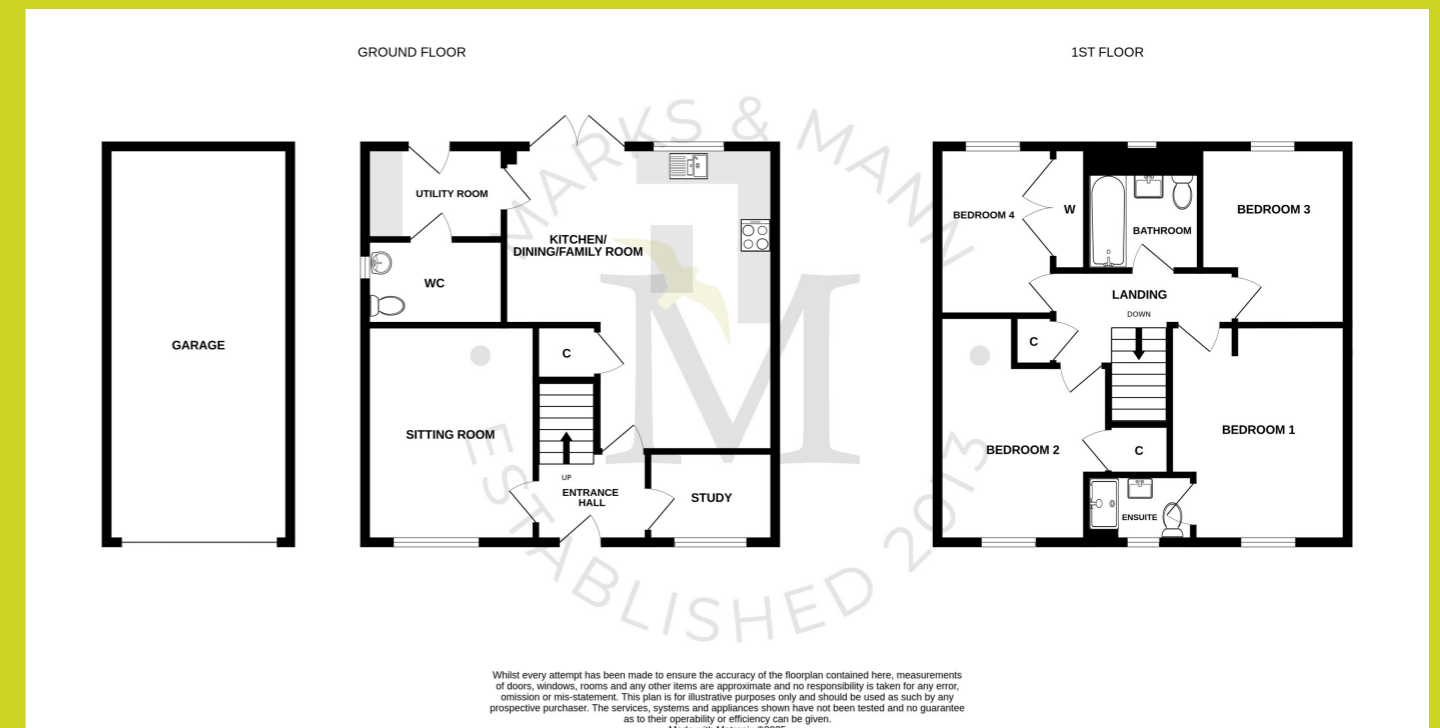 GROUND FLOOR
1ST FLOOR
MARKS & MANN
ESTABLISHED 2013
M
GARAGE
UTILITY ROOM
WC
KITCHEN/
DINING/FAMILY ROOM
C
SITTING ROOM
UP
ENTRANCE
HALL
STUDY
BEDROOM 4
W
BATHROOM
BEDROOM 3
LANDING
DOWN
C
BEDROOM 2
C
BEDROOM 1
ENSUITE
Whilst every attempt has been made to ensure the accuracy of the floorplan contained here, measurements
of doors, windows, rooms and any other items are approximate and no responsibility is taken for any error,
omission or mis-statement. This plan is for illustrative purposes only and should be used as such by any
prospective purchaser. The services, systems and appliances shown have not been tested and no guarantee
as to their operability or efficiency can be given.
Made with Metropix ©2025